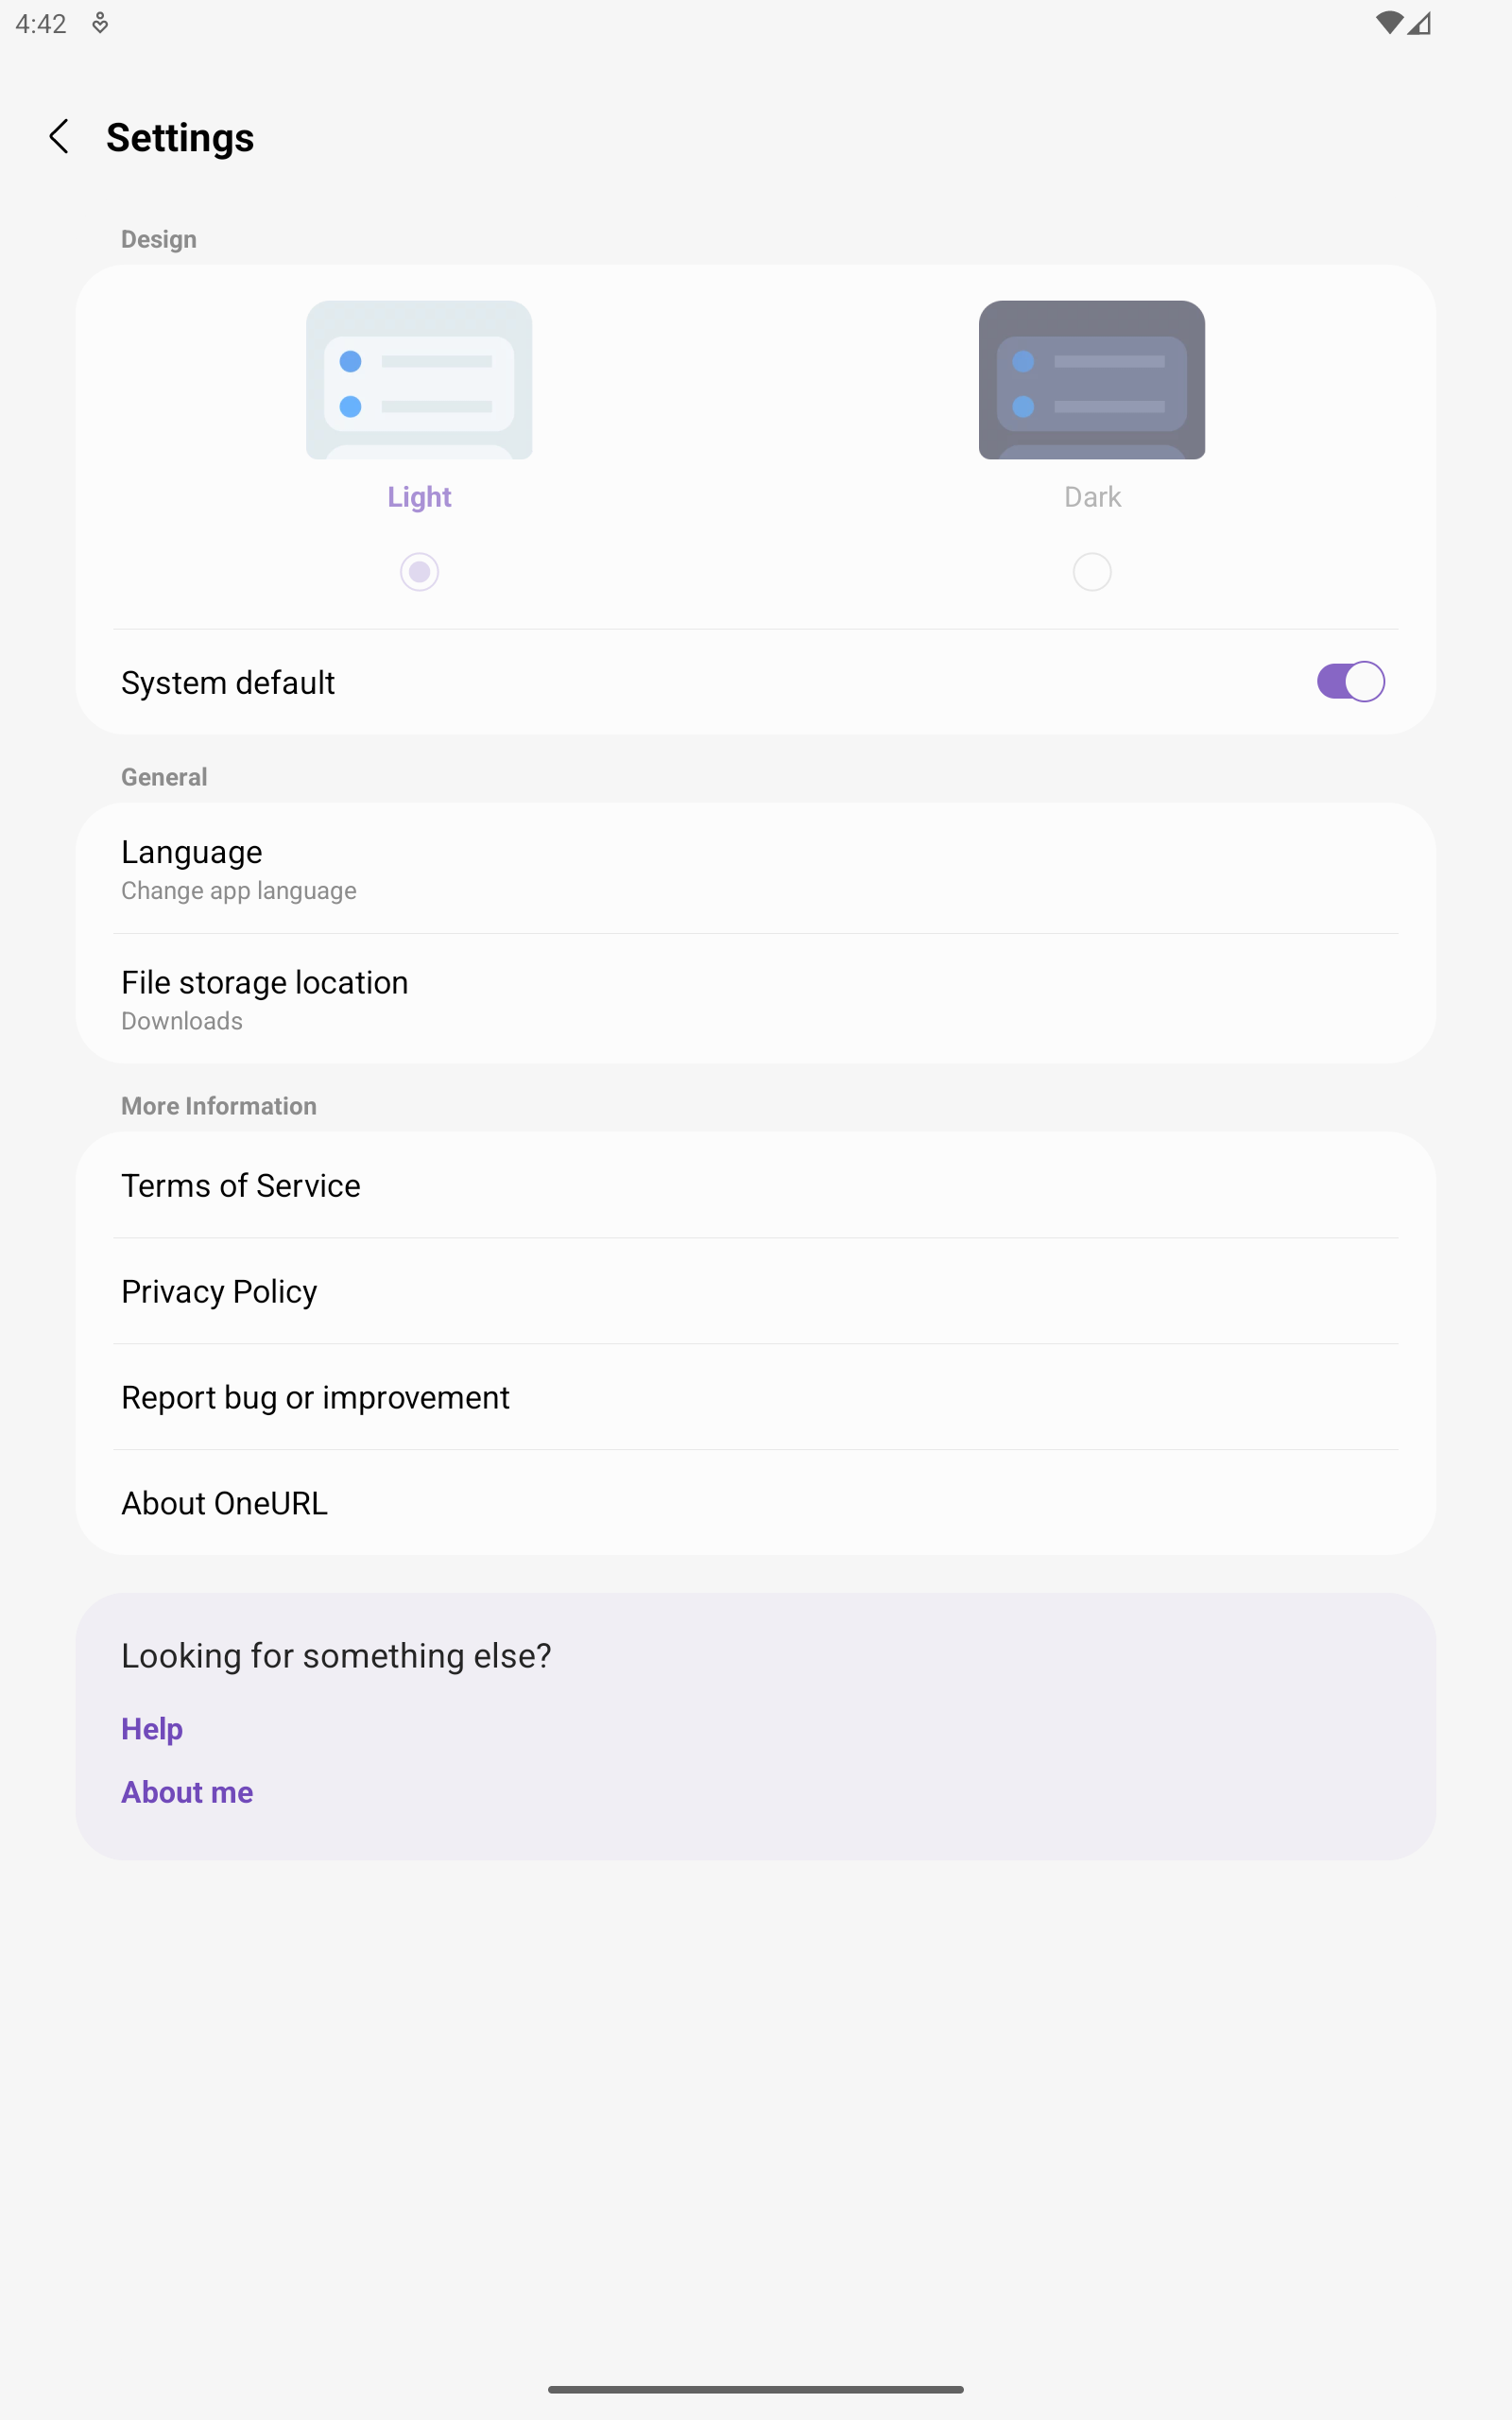 4:42
Settings
Design
Light
Dark
System default
General
Language
Change app language
File storage location
Downloads
More Information
Terms of Service
Privacy Policy
Report bug or improvement
About OneURL
Looking for something else?
Help
About me